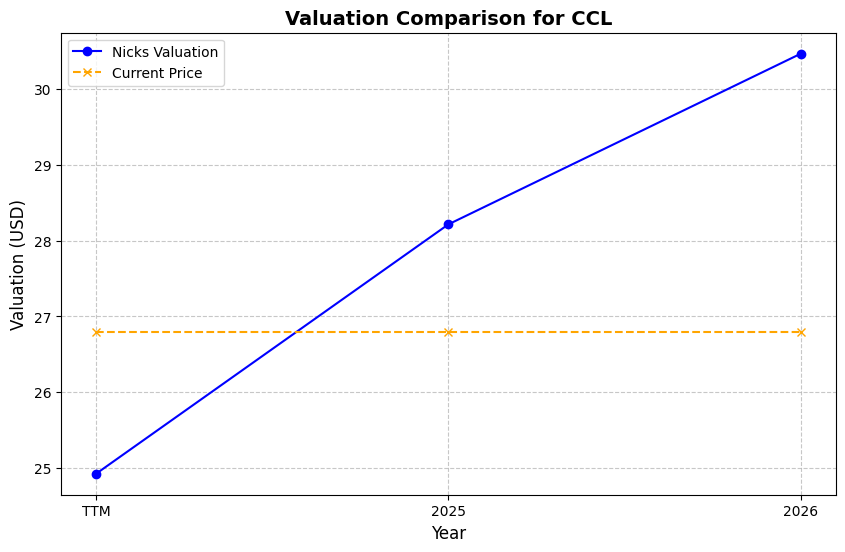 Valuation Comparison for CCL
Nicks Valuation
Current Price
Valuation (USD)
30
29
28
27
26
25
TTM
2025
2026
Year